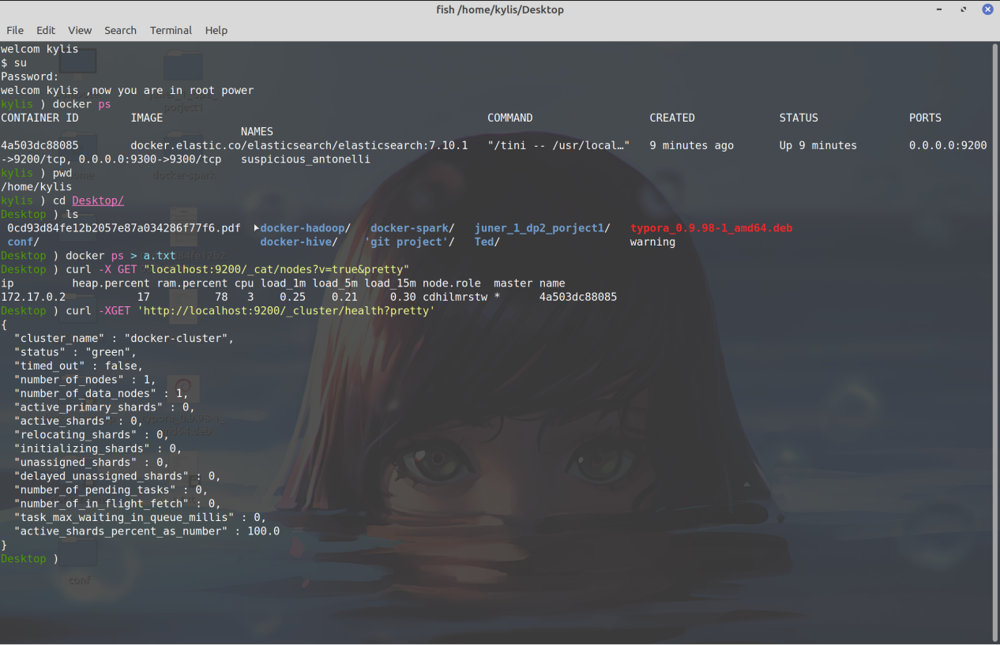 fish /home/kylis/Desktop
File Edit View Search Terminal Help
welcom kylis
$ su
Password:
welcom kylis ,now you are in root power
kylis ) docker ps
CONTAINER ID        IMAGE                                                  COMMAND                  CREATED             STATUS              PORTS
                                     NAMES
4a503dc88085        docker.elastic.co/elasticsearch/elasticsearch:7.10.1   "/tini -- /usr/local…"   9 minutes ago       Up 9 minutes        0.0.0.0:9200
->9200/tcp, 0.0.0.0:9300->9300/tcp   suspicious_antonelli
kylis ) pwd
/home/kylis
kylis ) cd Desktop/
Desktop ) ls
 0cd93d84fe12b2057e87a034286f77f6.pdf   docker-hadoop/   docker-spark/   juner_1_dp2_porject1/   typora_0.9.98-1_amd64.deb
 conf/                                  docker-hive/    'git project'/   Ted/                    warning
Desktop ) docker ps > a.txt
Desktop ) curl -X GET "localhost:9200/_cat/nodes?v=true&pretty"
ip         heap.percent ram.percent cpu load_1m load_5m load_15m node.role  master name
172.17.0.2           17          78   3    0.25    0.21     0.30 cdhilmrstw *      4a503dc88085
Desktop ) curl -XGET 'http://localhost:9200/_cluster/health?pretty'
{
  "cluster_name" : "docker-cluster",
  "status" : "green",
  "timed_out" : false,
  "number_of_nodes" : 1,
  "number_of_data_nodes" : 1,
  "active_primary_shards" : 0,
  "active_shards" : 0,
  "relocating_shards" : 0,
  "initializing_shards" : 0,
  "unassigned_shards" : 0,
  "delayed_unassigned_shards" : 0,
  "number_of_pending_tasks" : 0,
  "number_of_in_flight_fetch" : 0,
  "task_max_waiting_in_queue_millis" : 0,
  "active_shards_percent_as_number" : 100.0
}
Desktop )
conf